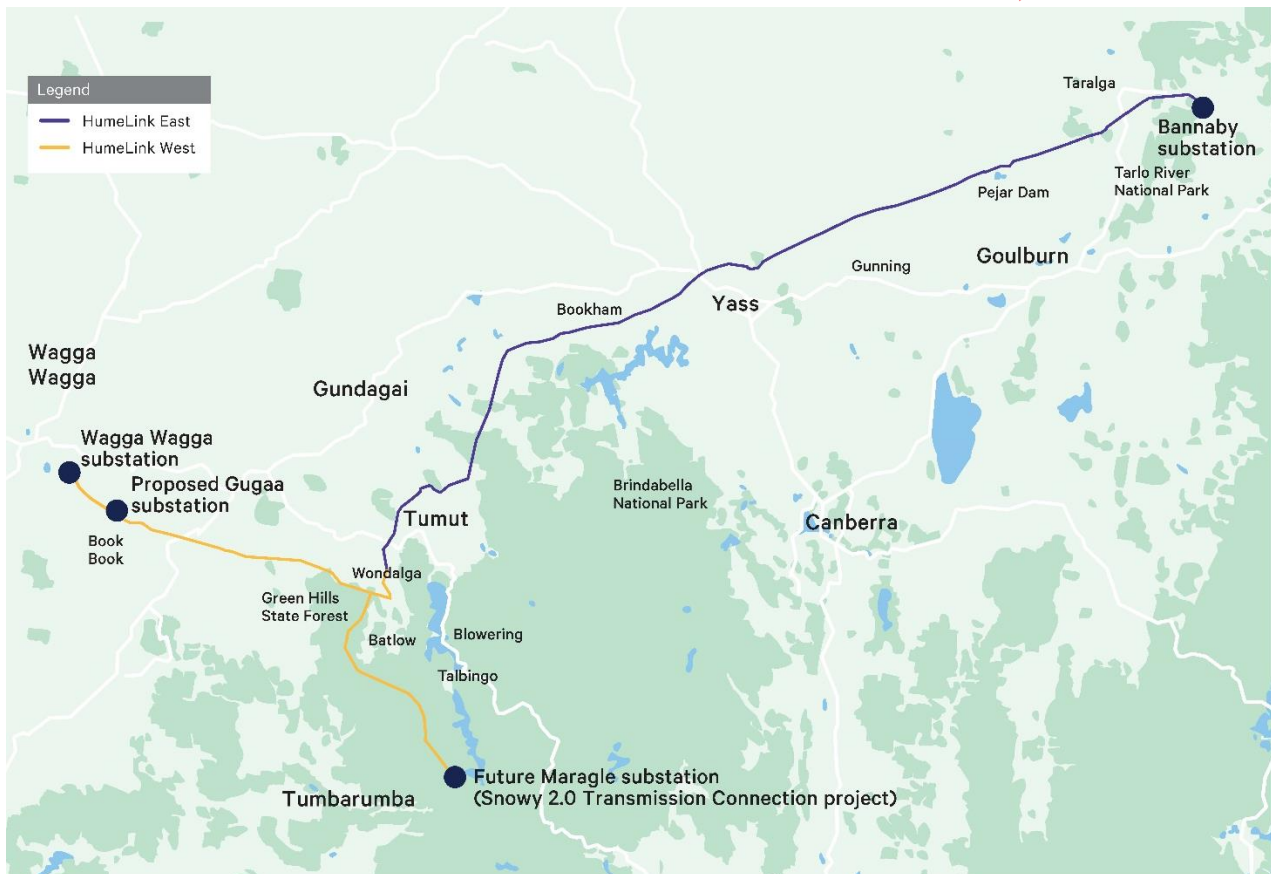 Legend
HumeLink East
HumeLink West
Taralga
Bannaby
substation
Tarlo River
National Park
Pejar Dam
Goulburn
Gunning
Yass
Bookham
Wagga
Wagga
Gundagai
Wagga Wagga
substation
Proposed Gugaa
substation
Book
Book
Brindabella
National Park
Tumut
Canberra
Wondalga
Green Hills
State Forest
Batlow
Blowering
Talbingo
Future Maragle substation
(Snowy 2.0 Transmission Connection project)
Tumbarumba